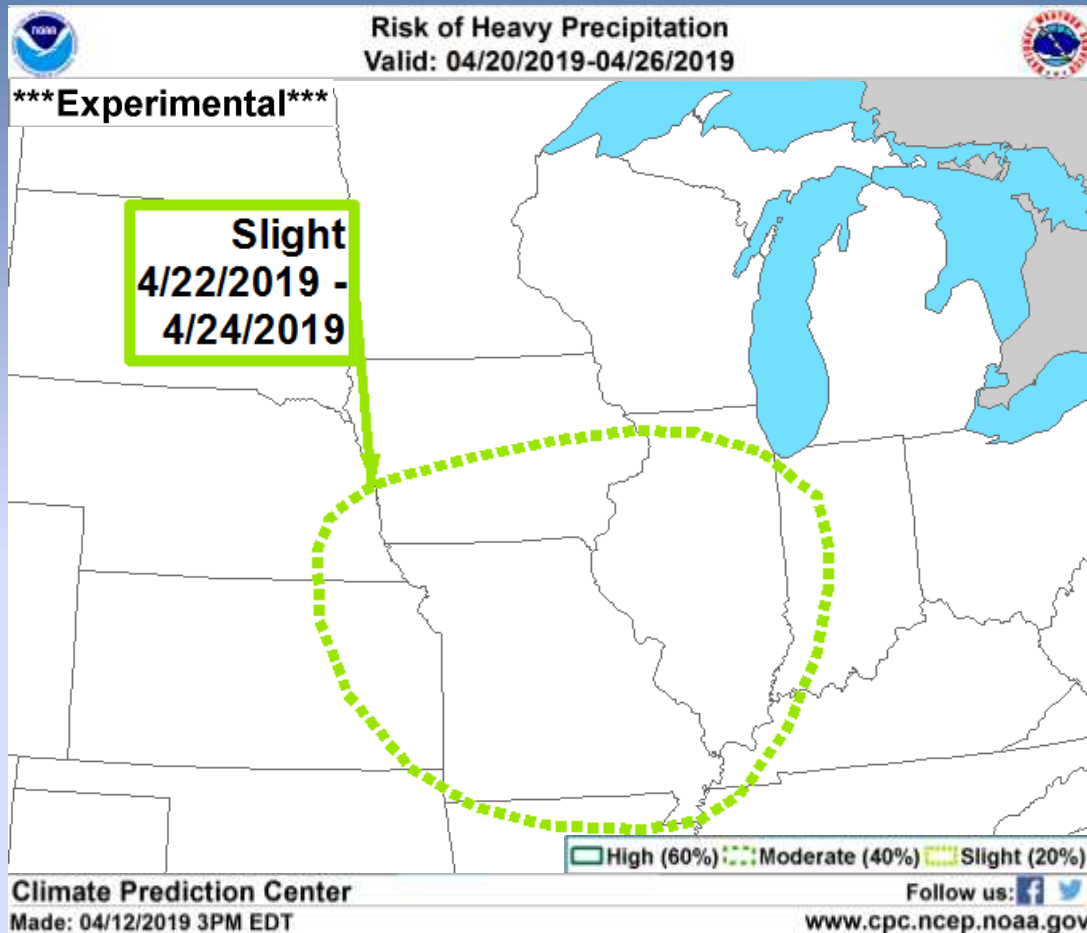 Risk of Heavy Precipitation
Valid: 04/20/2019-04/26/2019
NOAA
***Experimental***
Slight
4/22/2019 -
4/24/2019
High (60%) Moderate (40%) Slight (20%)
Climate Prediction Center
Follow us:
Made: 04/12/2019 3PM EDT
www.cpc.ncep.noaa.gov